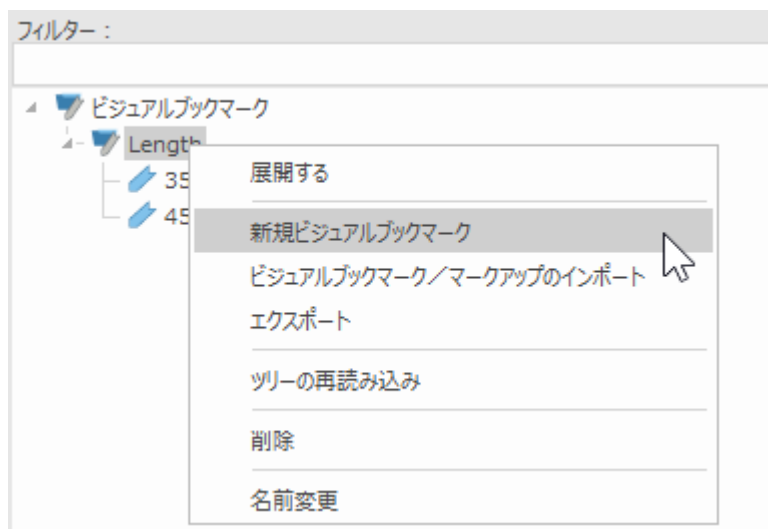 フィルター：
ビジュアルブックマーク
Length
展開する
35
新規ビジュアルブックマーク
45
ビジュアルブックマーク／マークアップのインポート
エクスポート
ツリーの再読み込み
削除
名前変更